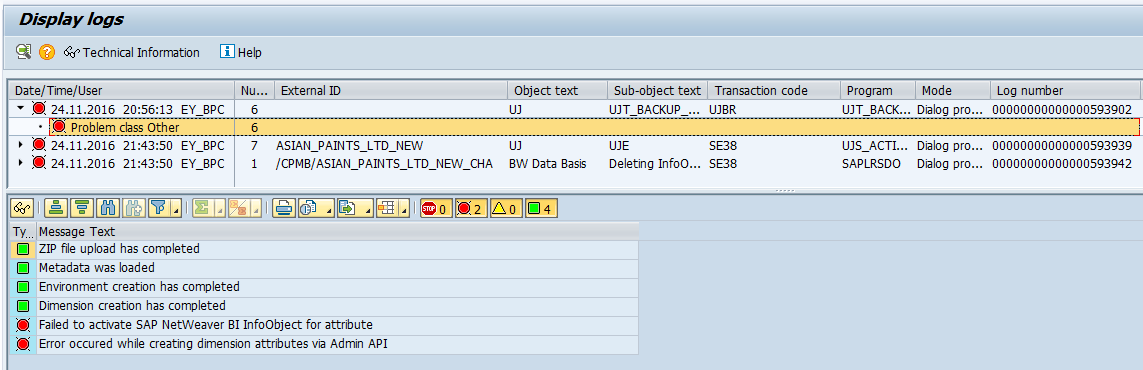 Display logs
Technical Information Help
Date/Time/User Nu... External ID Object text Sub-object text Transaction code Program Mode Log number
24.11.2016 20:56:13 EY_BPC 6 UJ UJT_BACKUP_... UJBR UJT_BACK... Dialog pro... 00000000000000593902
Problem class Other 6
24.11.2016 21:43:50 EY_BPC 7 ASIAN_PAINTS_LTD_NEW UJ UJE SE38 UJS_ACTI... Dialog pro... 00000000000000593939
24.11.2016 21:43:50 EY_BPC 1 /CPMB/ASIAN_PAINTS_LTD_NEW_CHA BW Data Basis Deleting InfoO... SE38 SAPLRSDO Dialog pro... 00000000000000593942
STOP 0 2 0 4
Ty... Message Text
ZIP file upload has completed
Metadata was loaded
Environment creation has completed
Dimension creation has completed
Failed to activate SAP NetWeaver BI InfoObject for attribute
Error occured while creating dimension attributes via Admin API